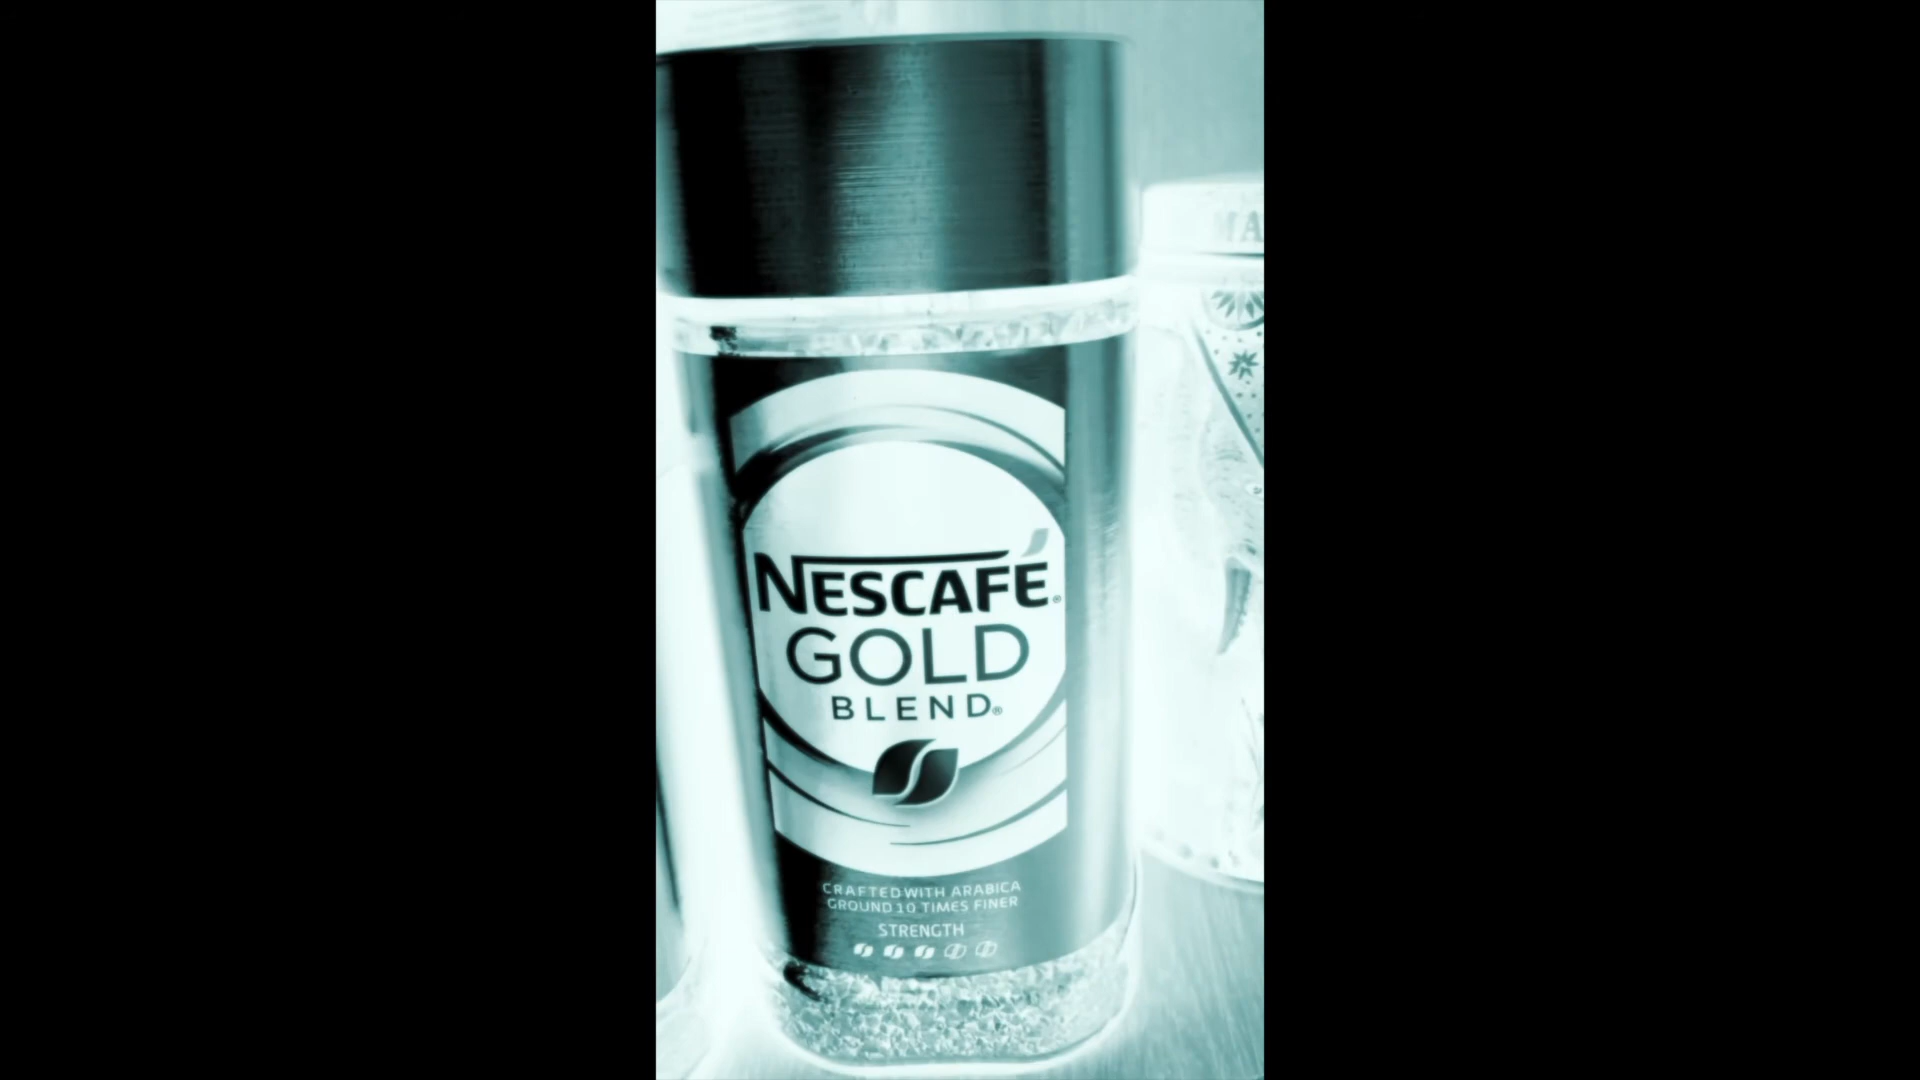 NESCAFÉ®
GOLD
BLEND®
CRAFTED WITH ARABICA
GROUND 10 TIMES FINER
STRENGTH